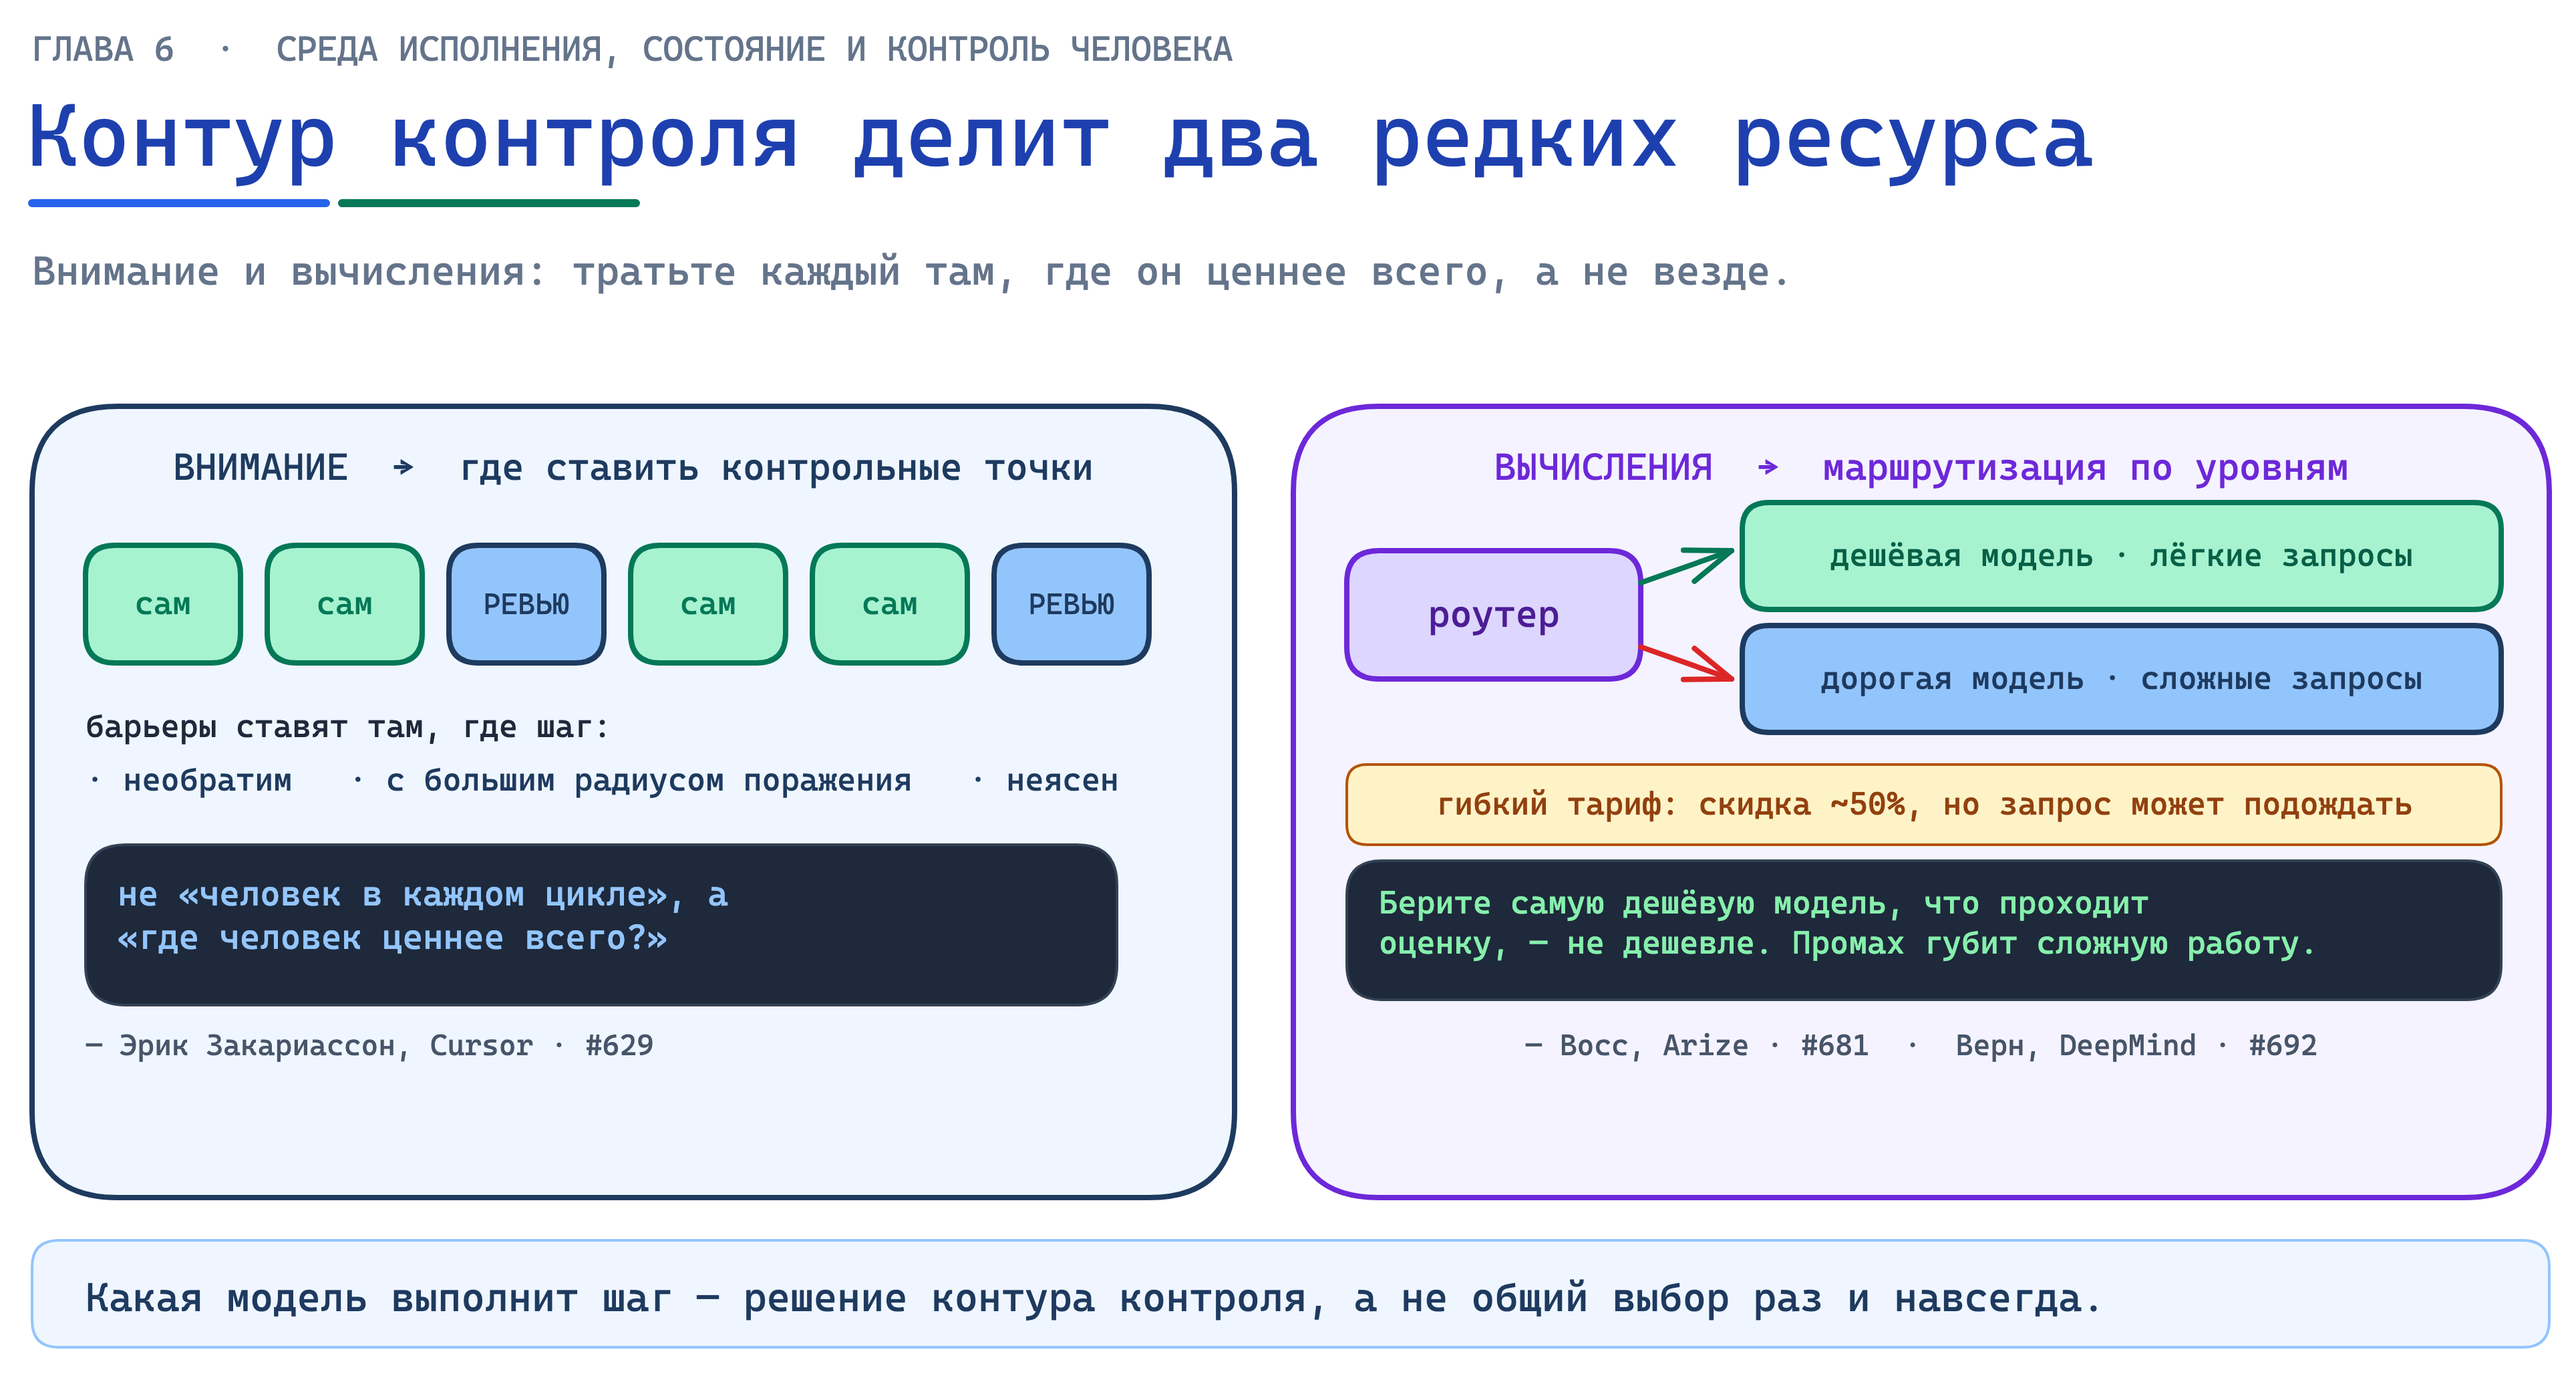 ГЛАВА 6 · СРЕДА ИСПОЛНЕНИЯ, СОСТОЯНИЕ И КОНТРОЛЬ ЧЕЛОВЕКА
Контур контроля делит два редких ресурса
Внимание и вычисления: тратьте каждый там, где он ценнее всего, а не везде.
ВНИМАНИЕ → где ставить контрольные точки
сам
сам
РЕВЬЮ
сам
сам
РЕВЬЮ
барьеры ставят там, где шаг:
· необратим · с большим радиусом поражения · неясен
не «человек в каждом цикле», а
«где человек ценнее всего?»
— Эрик Закариассон, Cursor · #629
ВЫЧИСЛЕНИЯ → маршрутизация по уровням
роутер
дешёвая модель · лёгкие запросы
дорогая модель · сложные запросы
гибкий тариф: скидка ~50%, но запрос может подождать
Берите самую дешёвую модель, что проходит
оценку, — не дешевле. Промах губит сложную работу.
— Восс, Arize · #681 · Верн, DeepMind · #692
Какая модель выполнит шаг — решение контура контроля, а не общий выбор раз и навсегда.